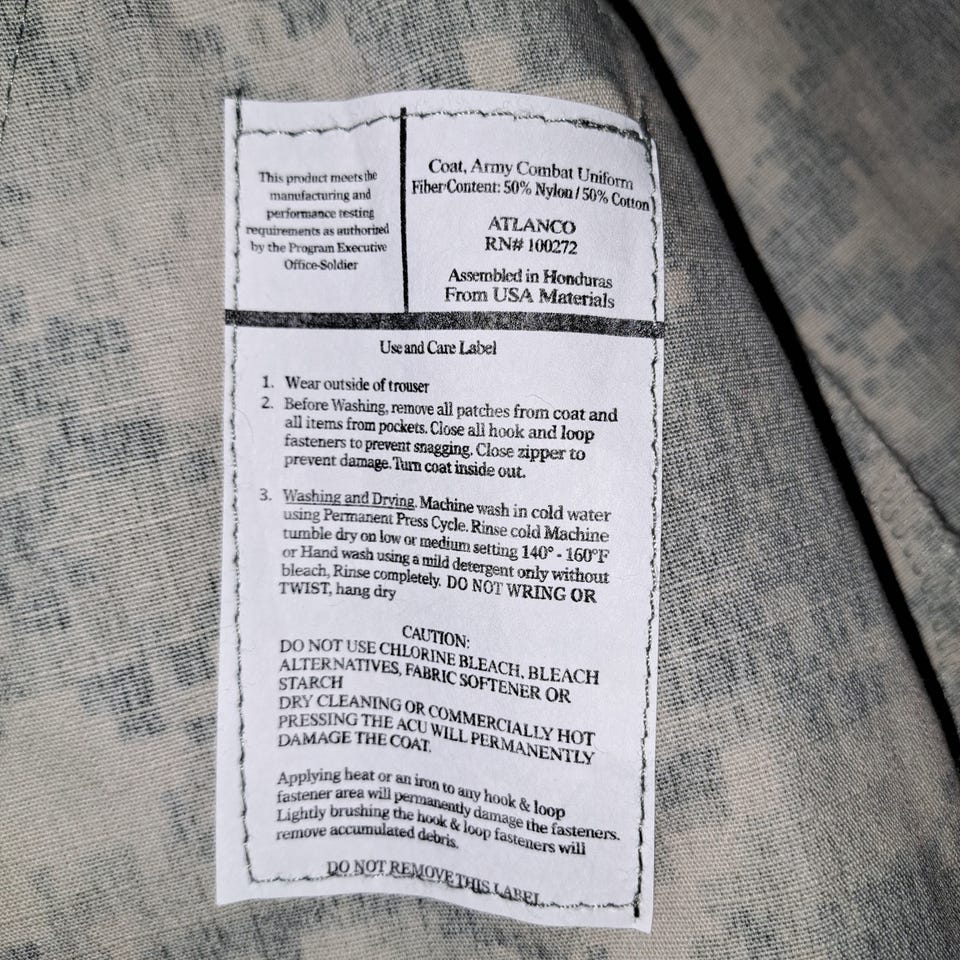 This product meets the
manufacturing and
performance testing
requirements as authorized
by the Program Executive
Office-Soldier
Coat, Army Combat Uniform
Fiber Content: 50% Nylon / 50% Cotton
ATLANCO
RN# 100272
Assembled in Honduras
From USA Materials
Use and Care Label
1. Wear outside of trouser
2. Before Washing, remove all patches from coat and
all items from pockets. Close all hook and loop
fasteners to prevent snagging. Close zipper to
prevent damage. Turn coat inside out.
3. Washing and Drying. Machine wash in cold water
using Permanent Press Cycle. Rinse cold Machine
tumble dry on low or medium setting 140° - 160°F
or Hand wash using a mild detergent only without
bleach, Rinse completely. DO NOT WRING OR
TWIST, hang dry
CAUTION:
DO NOT USE CHLORINE BLEACH, BLEACH
ALTERNATIVES, FABRIC SOFTENER OR
STARCH
DRY CLEANING OR COMMERCIALLY HOT
PRESSING THE ACU WILL PERMANENTLY
DAMAGE THE COAT.
Applying heat or an iron to any hook & loop
fastener area will permanently damage the fasteners.
Lightly brushing the hook & loop fasteners will
remove accumulated debris.
DO NOT REMOVE THIS LABEL